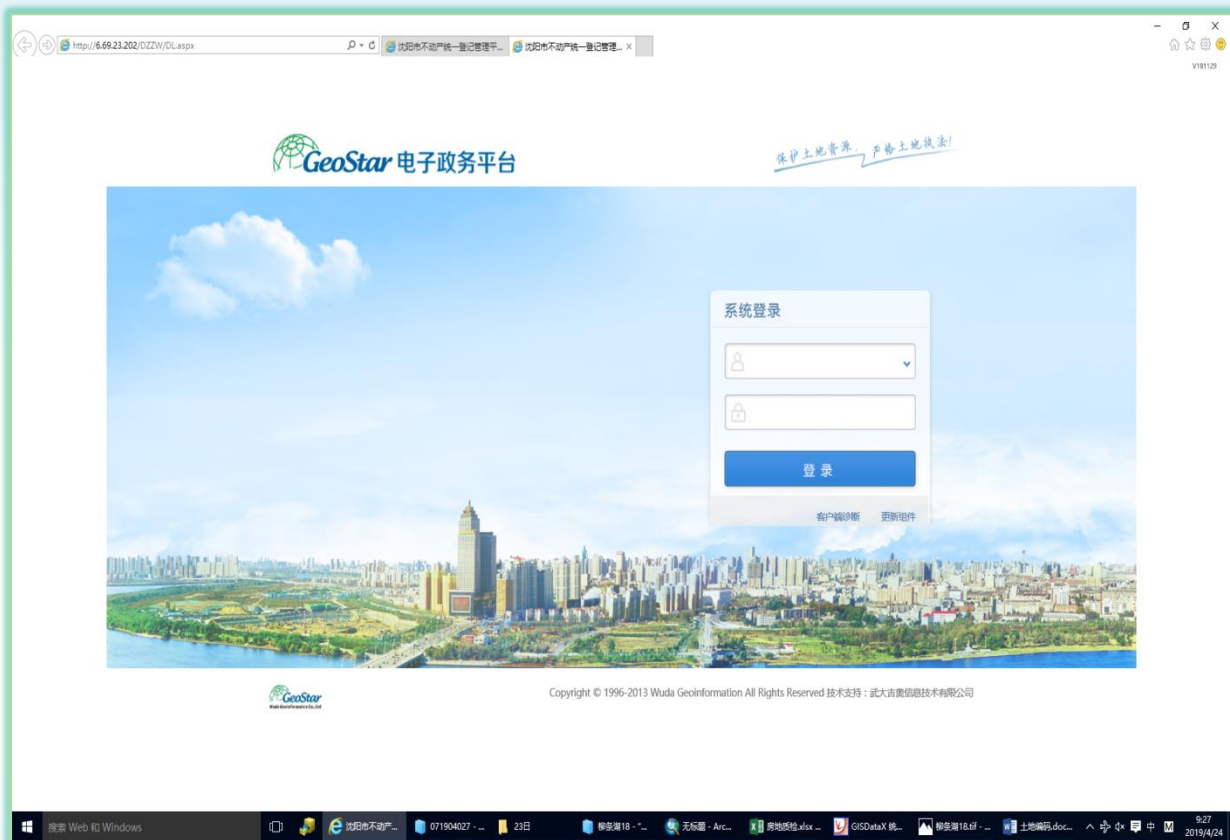 http://6.69.23.202/DZZW/DL.aspx
沈阳市不动产统一登记管理平...
沈阳市不动产统一登记管理... ×
V181129
GeoStar 电子政务平台
保护土地资源, 严格土地执法!
系统登录
登 录
客户端诊断 更新组件
GeoStar
Wuda Geoinformatics Co.,Ltd
Copyright © 1996-2013 Wuda Geoinformation All Rights Reserved 技术支持：武大吉奥信息技术有限公司
搜索 Web 和 Windows
沈阳市不动产...
071904027 - ...
23日
柳条湖18 - "...
无标题 - Arc...
房地质检.xlsx ...
GISDataX 统...
柳条湖18.tif - ...
土地编码.doc...
中
M
9:27
2019/4/24